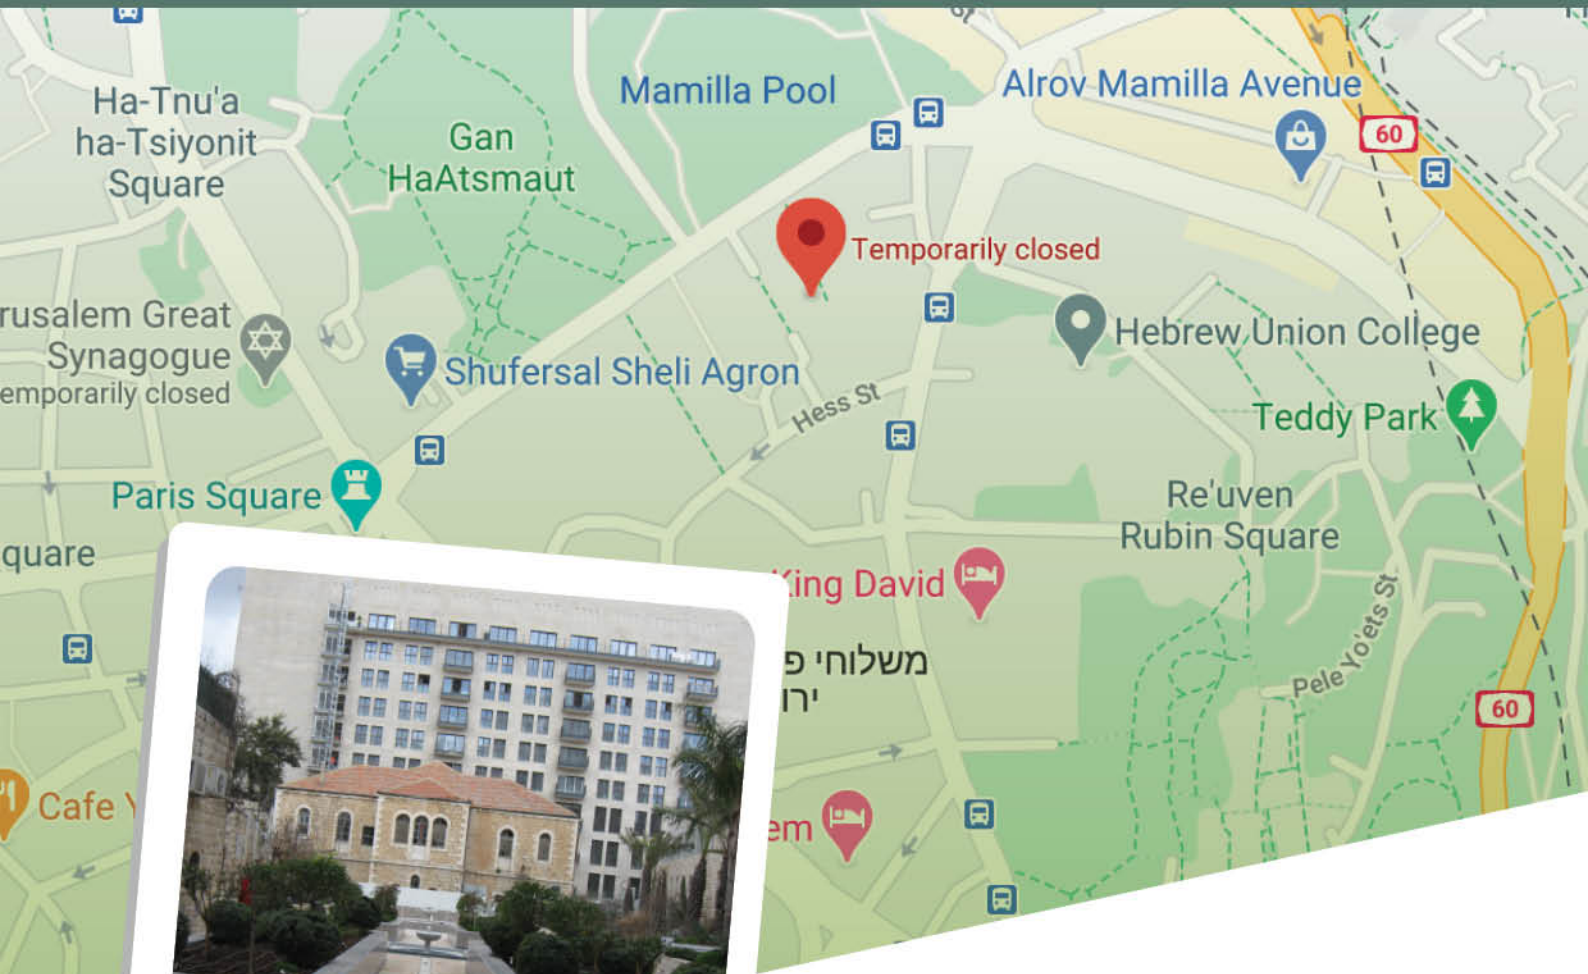 Ha-Tnu'a
ha-Tsiyonit
Square
Gan
HaAtsmaut
Mamilla Pool
Alrov Mamilla Avenue
60
Temporarily closed
rusalem Great
Synagogue
emporarily closed
Shufersal Sheli Agron
Hess St
Hebrew Union College
Teddy Park
Paris Square
Re'uven
Rubin Square
quare
King David
משלוחי פ
ירו
Pele Yo'ets St
60
Cafe
em